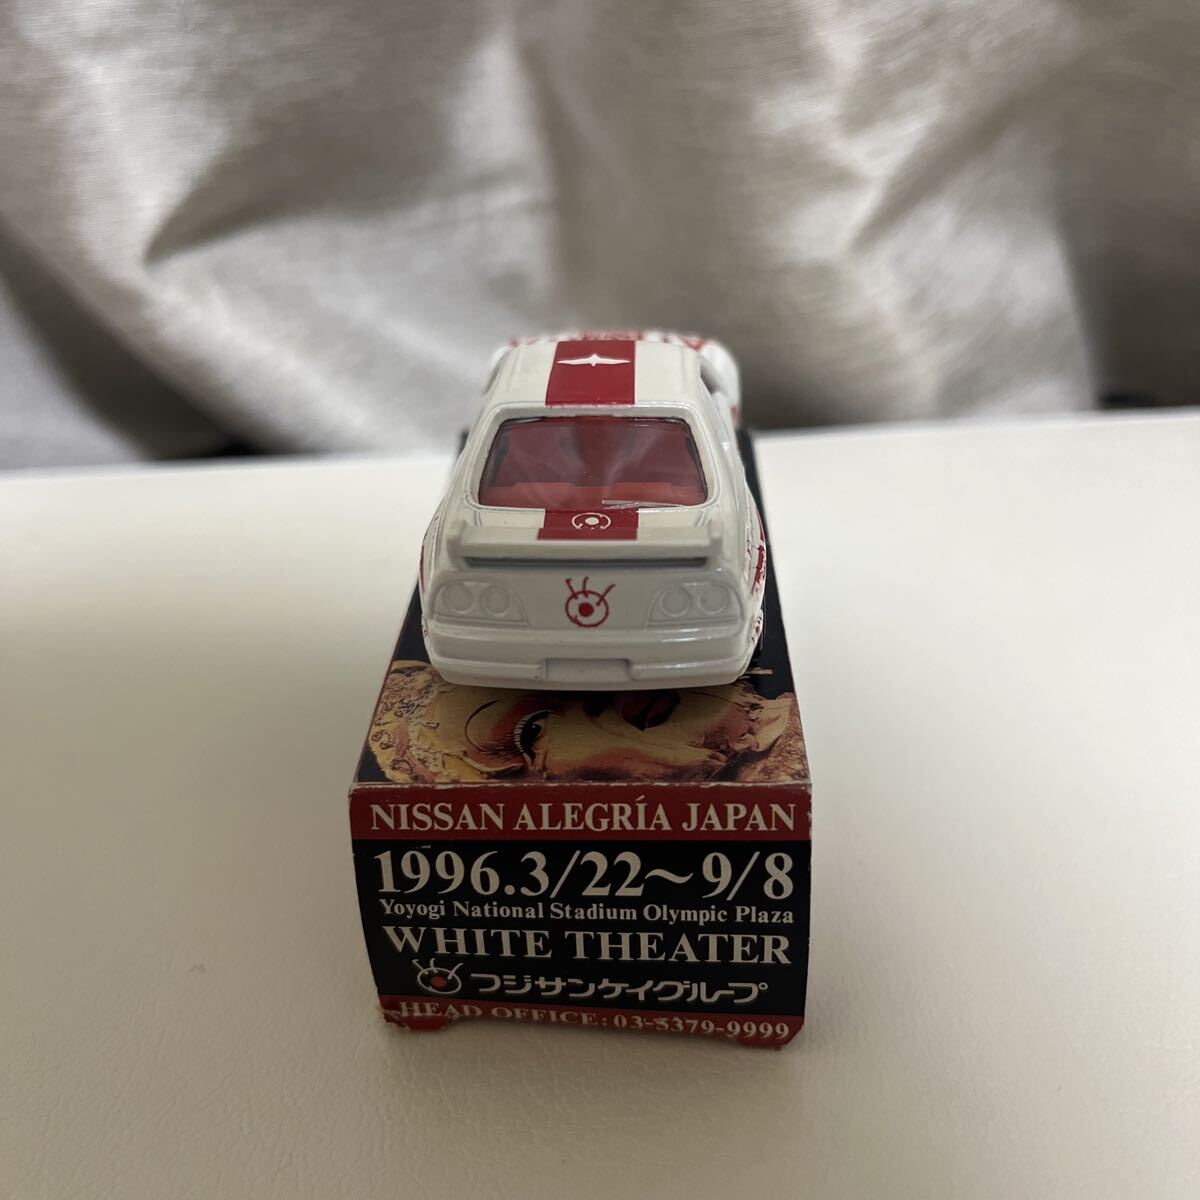 NISSAN ALEGRÍA JAPAN
1996.3/22～9/8
Yoyogi National Stadium Olympic Plaza
WHITE THEATER
フジサンケイグループ
HEAD OFFICE: 03-5379-9999